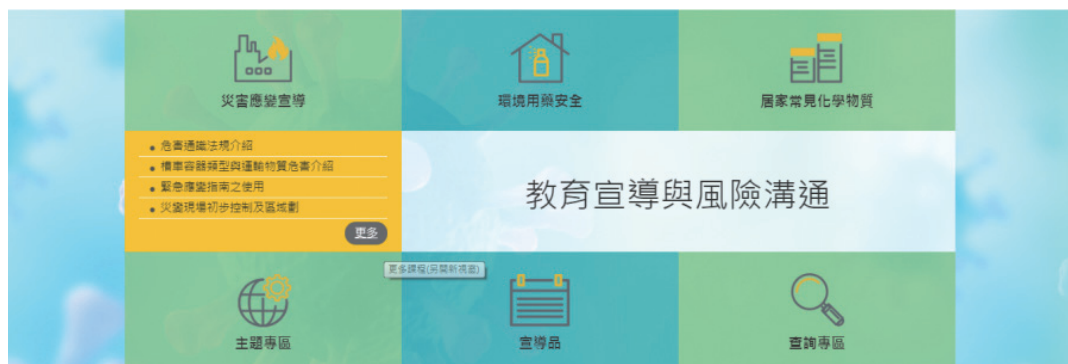 災害應變宣導
環境用藥安全
居家常見化學物質
危害通識法規介紹
槽車容器類型與運輸物質危害介紹
緊急應變指南之使用
災變現場初步控制及區域劃
更多
教育宣導與風險溝通
更多課程(另開新視窗)
主題專區
宣導品
查詢專區